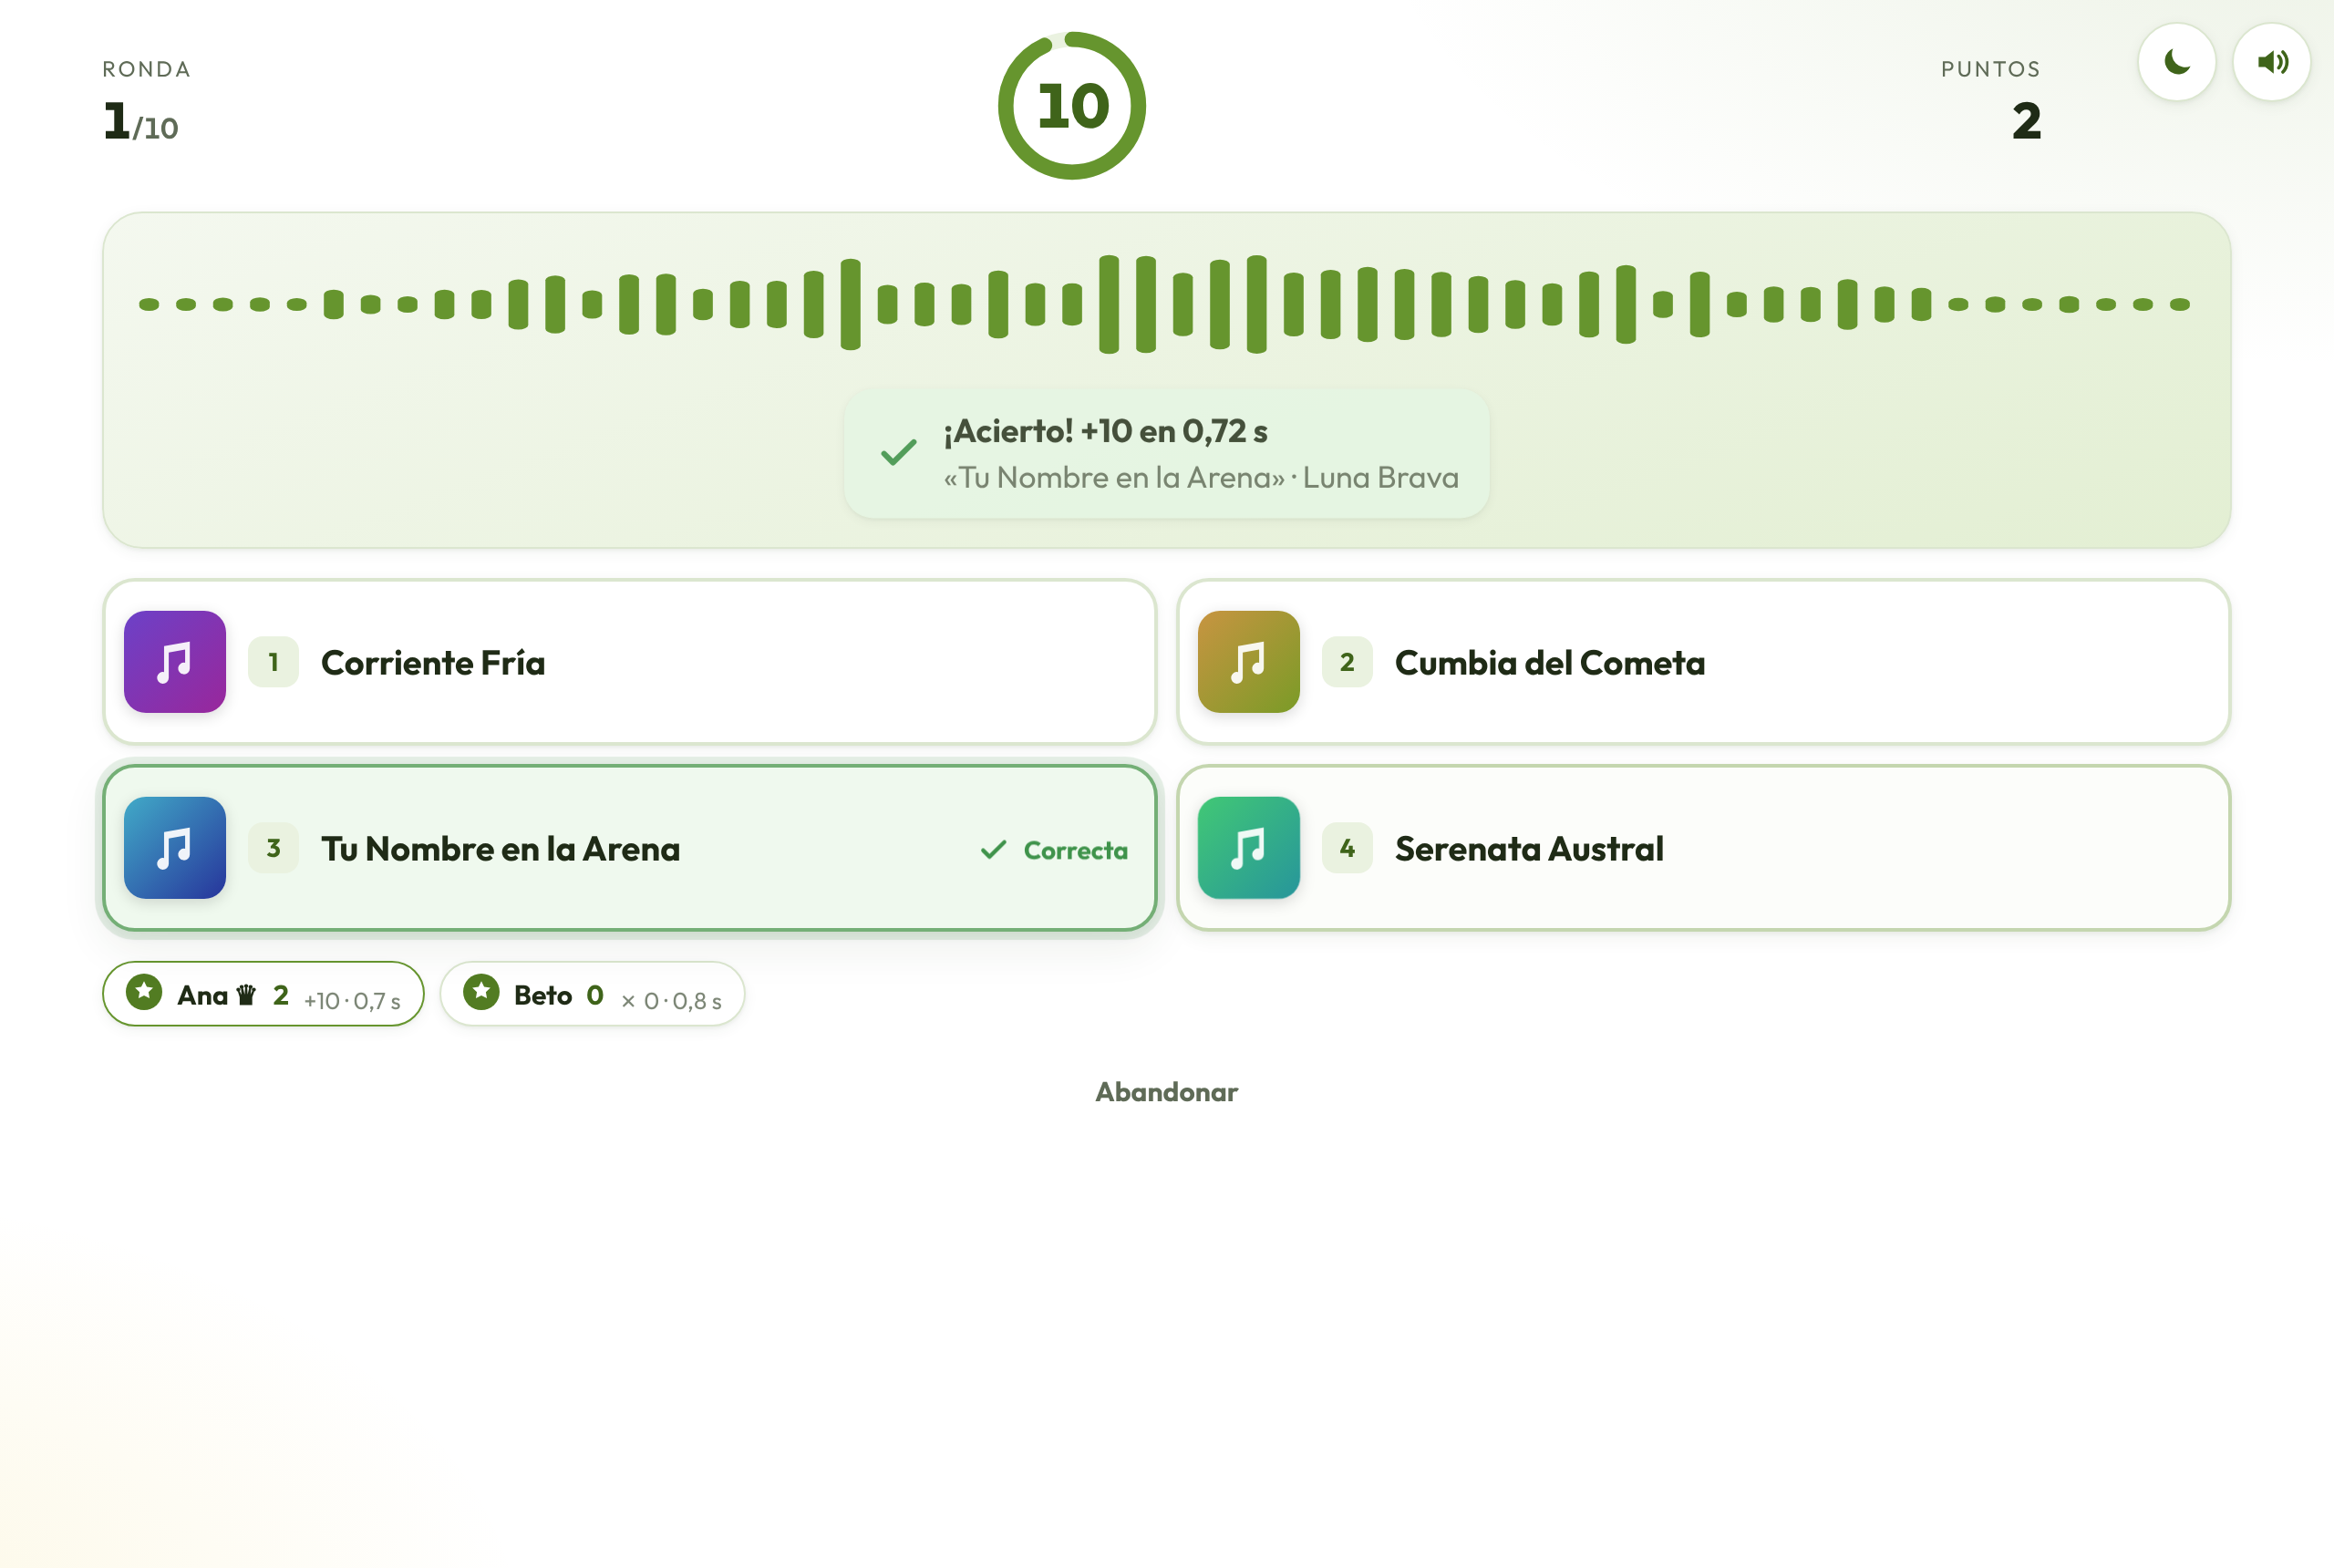 RONDA
1/10
10
PUNTOS
2
¡Acierto! +10 en 0,72 s
«Tu Nombre en la Arena» · Luna Brava
1 Corriente Fría
2 Cumbia del Cometa
3 Tu Nombre en la Arena Correcta
4 Serenata Austral
Ana ♛ 2 +10 · 0,7 s
Beto 0 × 0 · 0,8 s
Abandonar